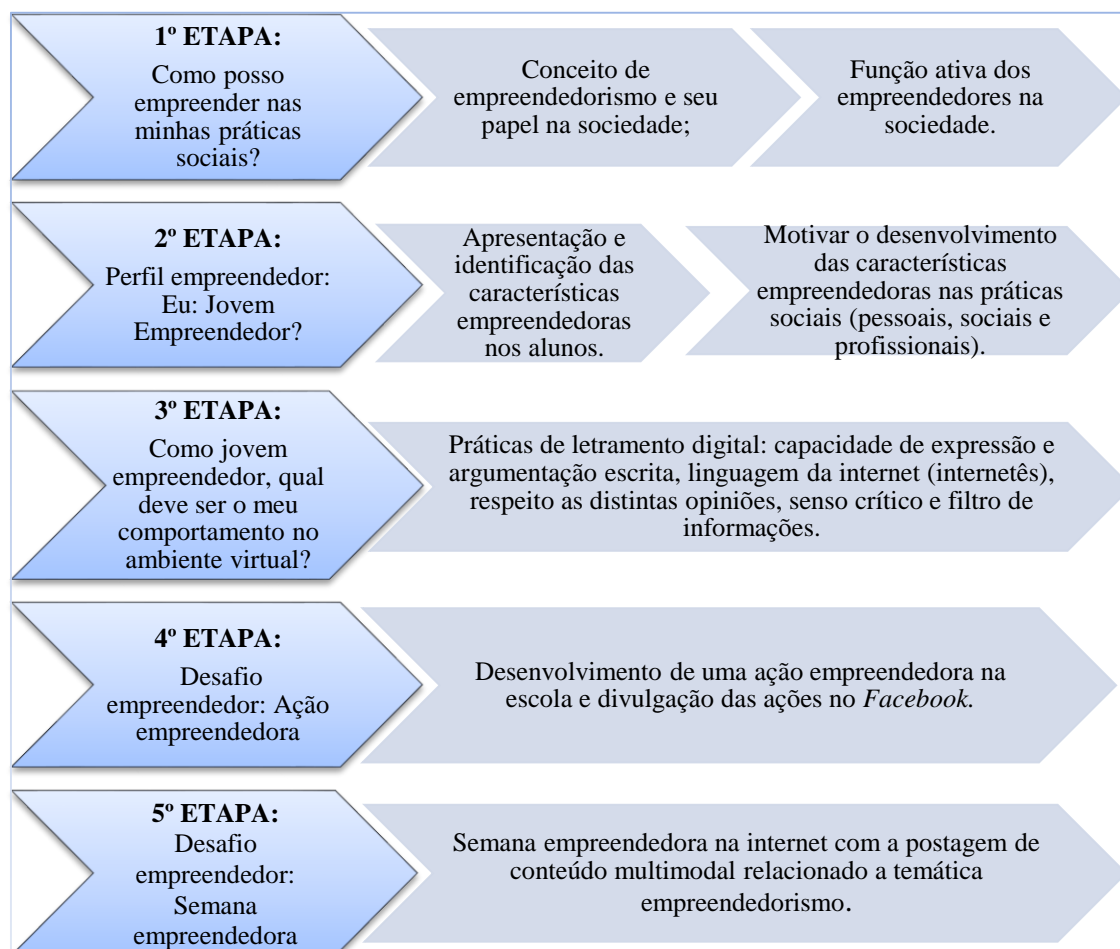 1º ETAPA:
Como posso
empreender nas
minhas práticas
sociais?
Conceito de
empreendedorismo e seu
papel na sociedade;
Função ativa dos
empreendedores na
sociedade.
2º ETAPA:
Perfil empreendedor:
Eu: Jovem
Empreendedor?
Apresentação e
identificação das
características
empreendedoras
nos alunos.
Motivar o desenvolvimento
das características
empreendedoras nas práticas
sociais (pessoais, sociais e
profissionais).
3º ETAPA:
Como jovem
empreendedor, qual
deve ser o meu
comportamento no
ambiente virtual?
Práticas de letramento digital: capacidade de expressão e
argumentação escrita, linguagem da internet (internetês),
respeito as distintas opiniões, senso crítico e filtro de
informações.
4º ETAPA:
Desafio
empreendedor: Ação
empreendedora
Desenvolvimento de uma ação empreendedora na
escola e divulgação das ações no Facebook.
5º ETAPA:
Desafio
empreendedor:
Semana
empreendedora
Semana empreendedora na internet com a postagem de
conteúdo multimodal relacionado a temática
empreendedorismo.